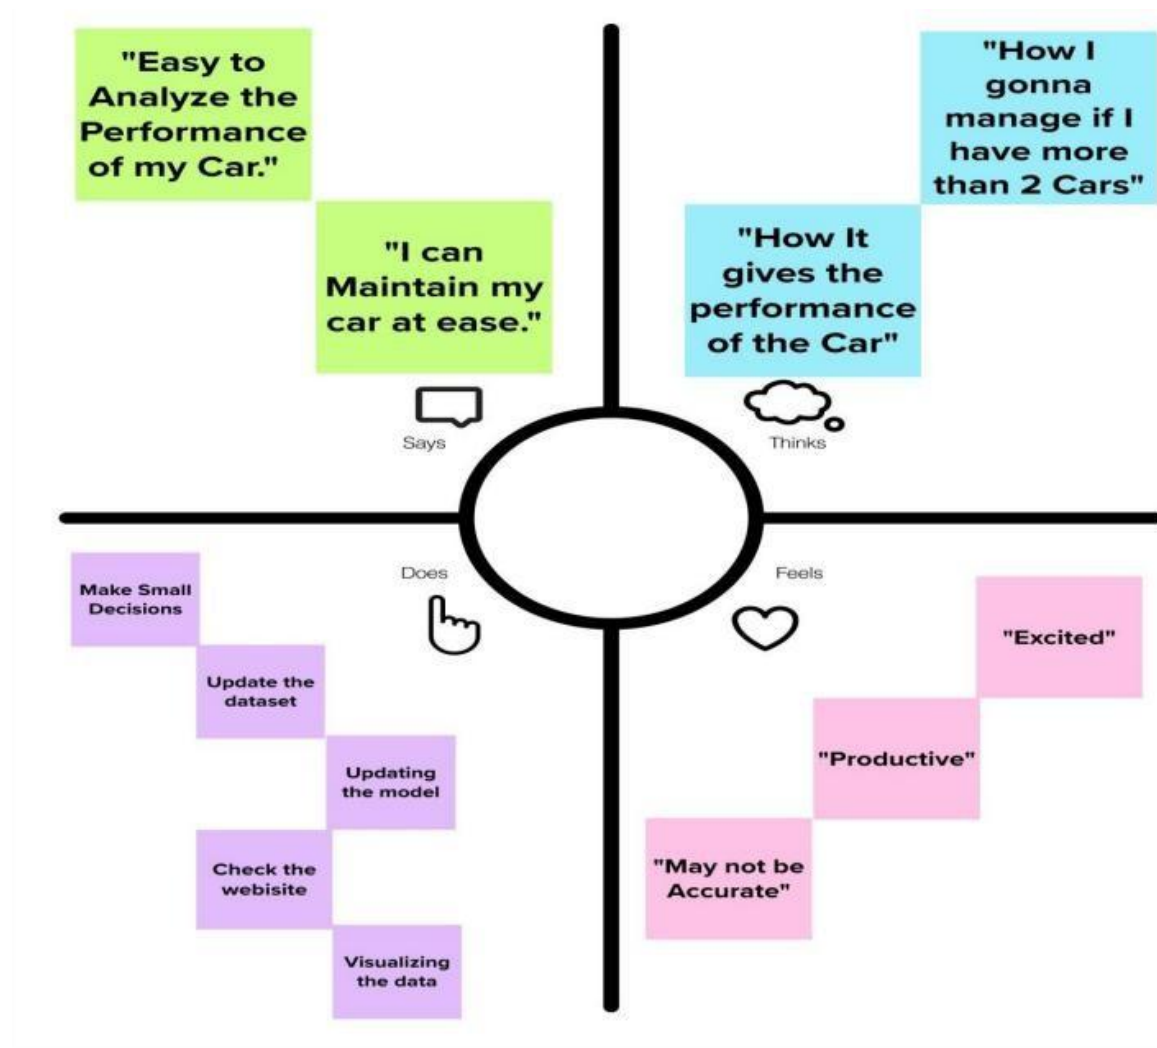 "Easy to
Analyze the
Performance
of my Car."
"I can
Maintain my
car at ease."
Says
"How I
gonna
manage if I
have more
than 2 Cars"
"How It
gives the
performance
of the Car"
Thinks
Does
Make Small
Decisions
Update the
dataset
Updating
the model
Check the
webisite
Visualizing
the data
Feels
"Excited"
"Productive"
"May not be
Accurate"